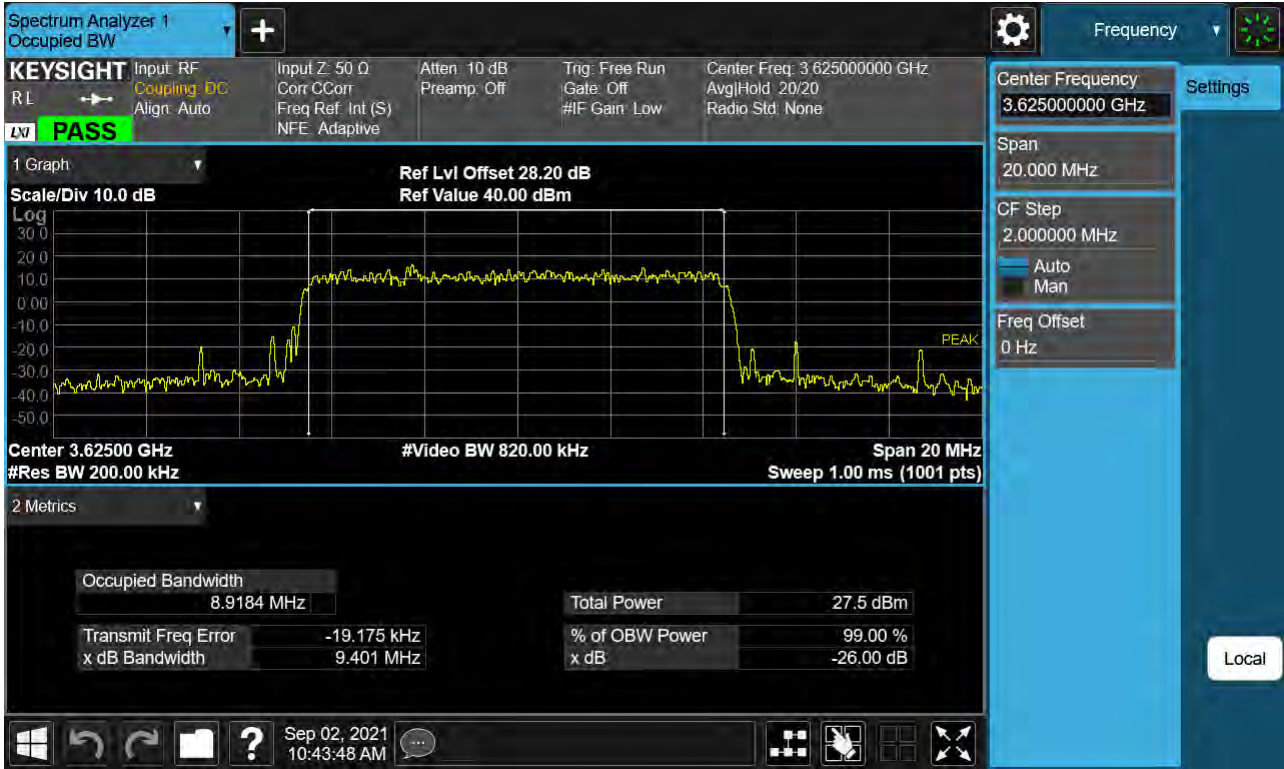 Spectrum Analyzer 1
Occupied BW
+
Frequency
KEYSIGHT
RL
LXI PASS
Input: RF
Coupling: DC
Align: Auto
Input Z: 50 Ω
Corr CCorr
Freq Ref: Int (S)
NFE: Adaptive
Atten: 10 dB
Preamp: Off
Trig: Free Run
Gate: Off
#IF Gain: Low
Center Freq: 3.625000000 GHz
Avg|Hold: 20/20
Radio Std: None
Center Frequency
3.625000000 GHz
Settings
Span
20.000 MHz
CF Step
2.000000 MHz
Auto
Man
Freq Offset
0 Hz
1 Graph
Scale/Div 10.0 dB
Ref Lvl Offset 28.20 dB
Ref Value 40.00 dBm
Log
30.0
20.0
10.0
0.00
-10.0
-20.0
-30.0
-40.0
-50.0
PEAK
Center 3.62500 GHz
#Video BW 820.00 kHz
Span 20 MHz
#Res BW 200.00 kHz
Sweep 1.00 ms (1001 pts)
2 Metrics
Occupied Bandwidth
8.9184 MHz
Total Power 27.5 dBm
Transmit Freq Error -19.175 kHz
% of OBW Power 99.00 %
x dB Bandwidth 9.401 MHz
x dB -26.00 dB
Local
?
Sep 02, 2021
10:43:48 AM